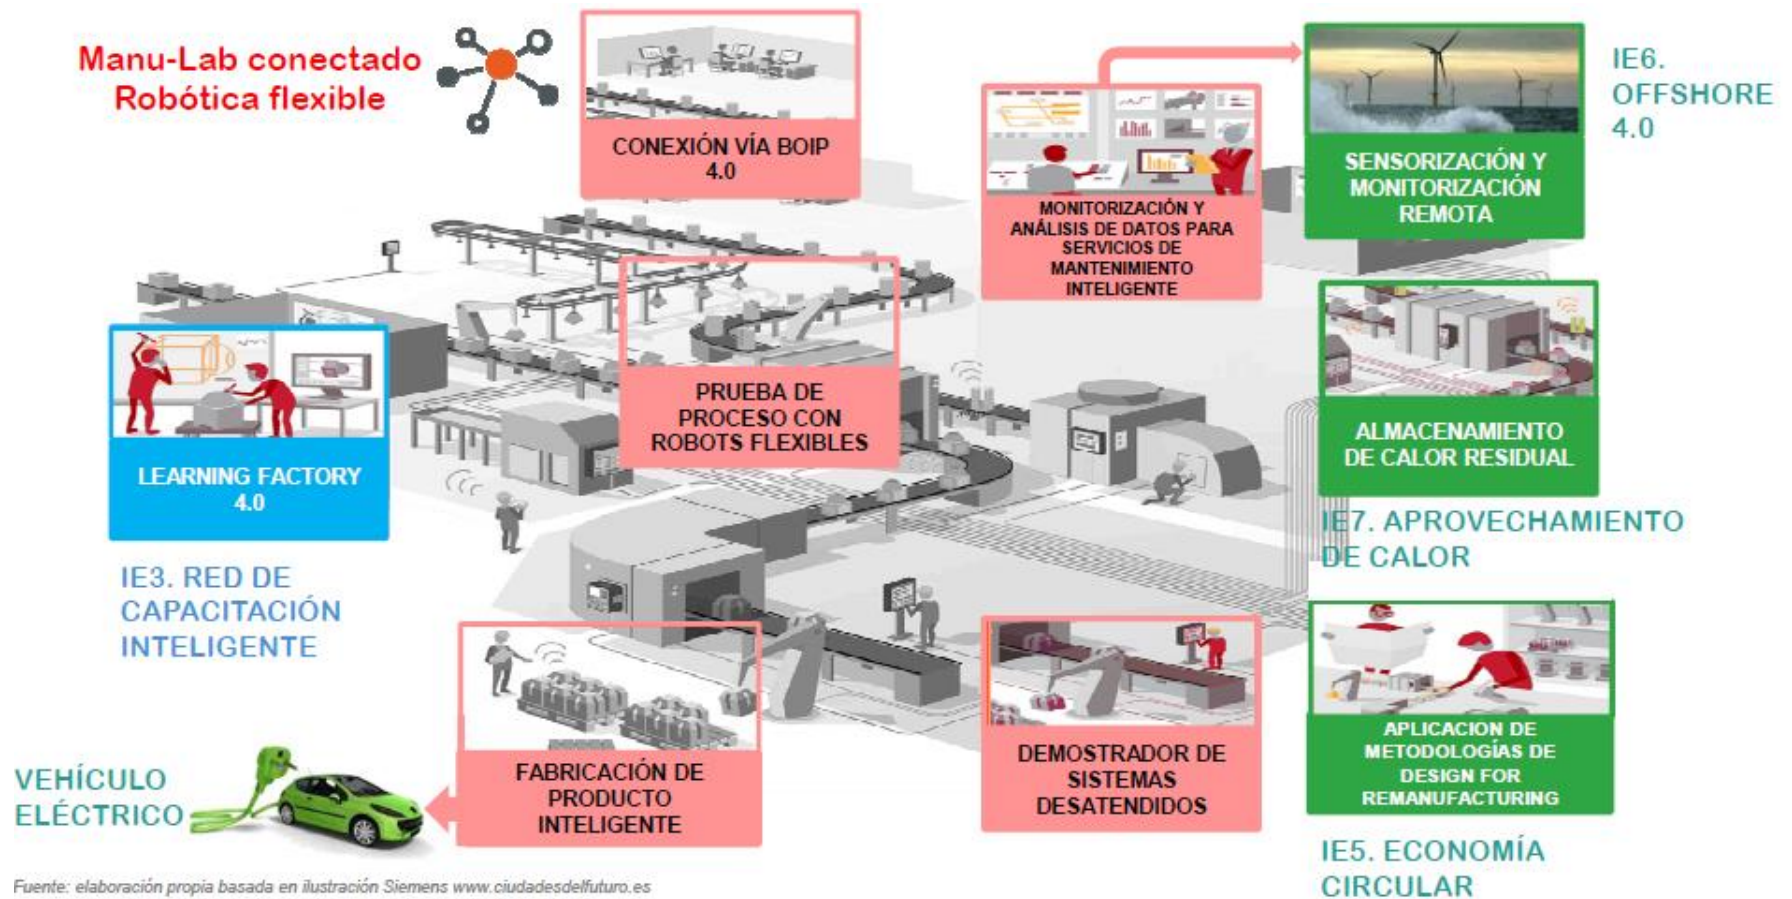 Manu-Lab conectado
Robótica flexible
CONEXIÓN VÍA BOIP
4.0
MONITORIZACIÓN Y
ANÁLISIS DE DATOS PARA
SERVICIOS DE
MANTENIMIENTO
INTELIGENTE
SENSORIZACIÓN Y
MONITORIZACIÓN
REMOTA
IE6.
OFFSHORE
4.0
LEARNING FACTORY
4.0
IE3. RED DE
CAPACITACIÓN
INTELIGENTE
PRUEBA DE
PROCESO CON
ROBOTS FLEXIBLES
ALMACENAMIENTO
DE CALOR RESIDUAL
IE7. APROVECHAMIENTO
DE CALOR
VEHÍCULO
ELÉCTRICO
FABRICACIÓN DE
PRODUCTO
INTELIGENTE
DEMOSTRADOR DE
SISTEMAS
DESATENDIDOS
APLICACION DE
METODOLOGÍAS DE
DESIGN FOR
REMANUFACTURING
IE5. ECONOMÍA
CIRCULAR
Fuente: elaboración propia basada en ilustración Siemens www.ciudadesdelfuturo.es